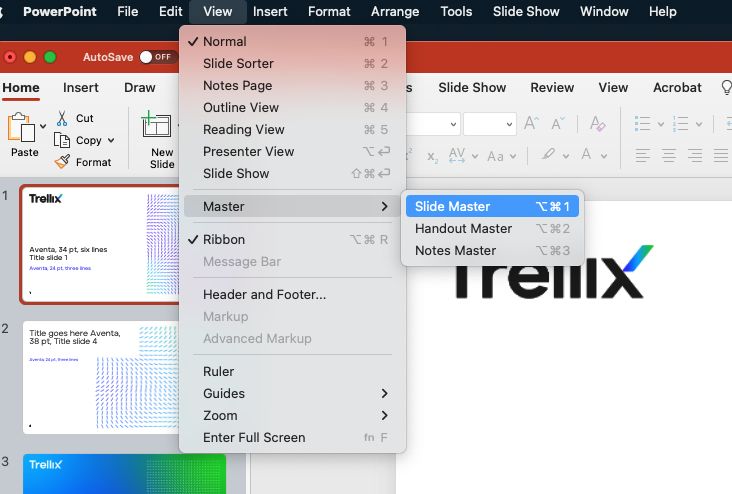 PowerPoint File Edit View Insert Format Arrange Tools Slide Show Window Help
AutoSave OFF
Home Insert Draw Slide Show Review View Acrobat
✓ Normal ⌘ 1
Slide Sorter ⌘ 2
Notes Page ⌘ 3
Outline View ⌘ 4
Reading View ⌘ 5
Presenter View ⌥↩
Slide Show ⇧⌘↩
Master >
✓ Ribbon ⌥⌘ R
Message Bar
Header and Footer...
Markup
Advanced Markup
Ruler
Guides >
Zoom >
Enter Full Screen fn F
Slide Master ⌥⌘1
Handout Master ⌥⌘2
Notes Master ⌥⌘3
Paste
Cut
Copy
Format
New
Slide
s
x²
x₂ AV Aa A
A^ A A
1
Trellix
Aventa, 34 pt, six lines
Title slide 1
Aventa, 24 pt, three lines
2
Title goes here Aventa,
38 pt, Title slide 4
Aventa, 24 pt, three lines
3
Trellix
Trellix